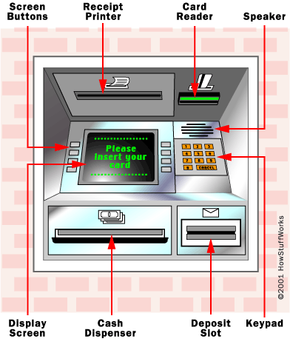 Screen Buttons
Receipt Printer
Card Reader
Speaker
Please
Insert your
card
CANCEL
©2001 HowStuffWorks
Display Screen
Cash Dispenser
Deposit Slot
Keypad